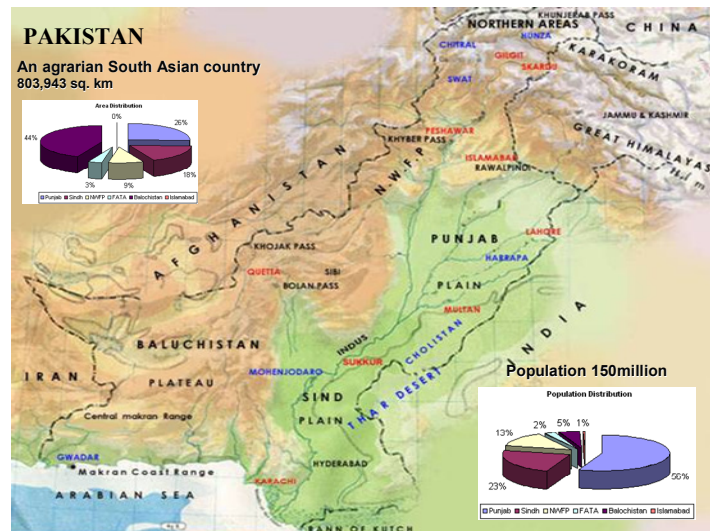 PAKISTAN
An agrarian South Asian country
803,943 sq. km
Area Distribution
0%
26%
44%
18%
3%
9%
Punjab Sindh NWFP FATA Balochistan Islamabad
KHUNJERAB PASS
NORTHERN AREAS
CHINA
HUNZA
CHITRAL
GILGIT
KARAKORAM
SKARDU
SWAT
JAMMU & KASHMIR
PESHAWAR
KHYBER PASS
GREAT HIMALAYAS
N.W.F.P
ISLAMABAD
RAWALPINDI
AFGHANISTAN
LAHORE
PUNJAB
KHOJAK PASS
HARRAPA
QUETTA
SIBI
BOLAN PASS
PLAIN
MULTAN
INDIA
INDUS
CHOLISTAN
BALUCHISTAN
SUKKUR
MOHENJODARO
IRAN
PLATEAU
THAR DESERT
SIND
PLAIN
Central makran Range
GWADAR
Makran Coast Range
HYDERABAD
KARACHI
ARABIAN SEA
RANN OF KUTCH
Population 150million
Population Distribution
13%
2%
5%
1%
23%
56%
Punjab Sindh NWFP FATA Balochistan Islamabad